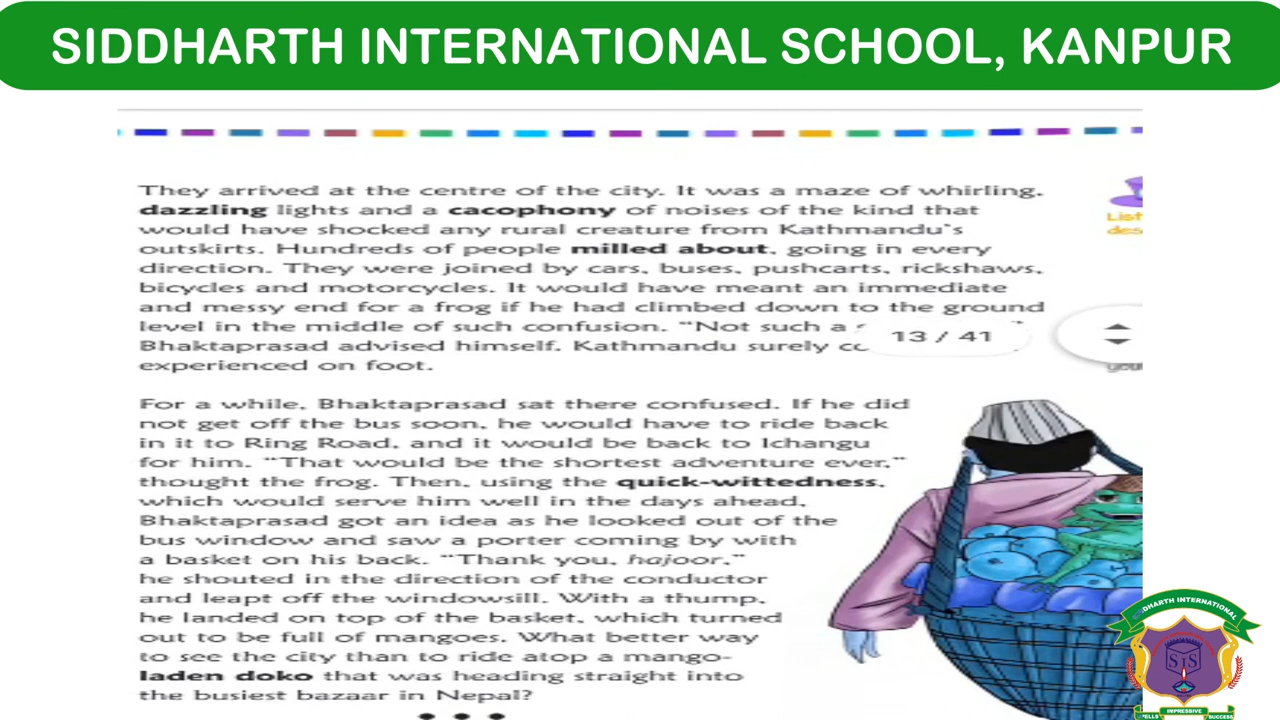 SIDDHARTH INTERNATIONAL SCHOOL, KANPUR
They arrived at the centre of the city. It was a maze of whirling,
dazzling lights and a cacophony of noises of the kind that
would have shocked any rural creature from Kathmandu's
outskirts. Hundreds of people milled about, going in every
direction. They were joined by cars, buses, pushcarts, rickshaws,
bicycles and motorcycles. It would have meant an immediate
and messy end for a frog if he had climbed down to the ground
level in the middle of such confusion. "Not such a
13 / 41
Bhaktaprasad advised himself. Kathmandu surely
experienced on foot.
For a while, Bhaktaprasad sat there confused. If he did
not get off the bus soon, he would have to ride back
in it to Ring Road, and it would be back to Ichangu
for him. "That would be the shortest adventure ever,"
thought the frog. Then, using the quick-wittedness,
which would serve him well in the days ahead,
Bhaktaprasad got an idea as he looked out of the
bus window and saw a porter coming by with
a basket on his back. "Thank you, hajoor,"
he shouted in the direction of the conductor
and leapt off the windowsill. With a thump,
he landed on top of the basket, which turned
out to be full of mangoes. What better way
to see the city than to ride atop a mango-
laden doko that was heading straight into
the busiest bazaar in Nepal?
SIDDHARTH INTERNATIONAL
SIS
IMPRESSIVE
SUCCESS